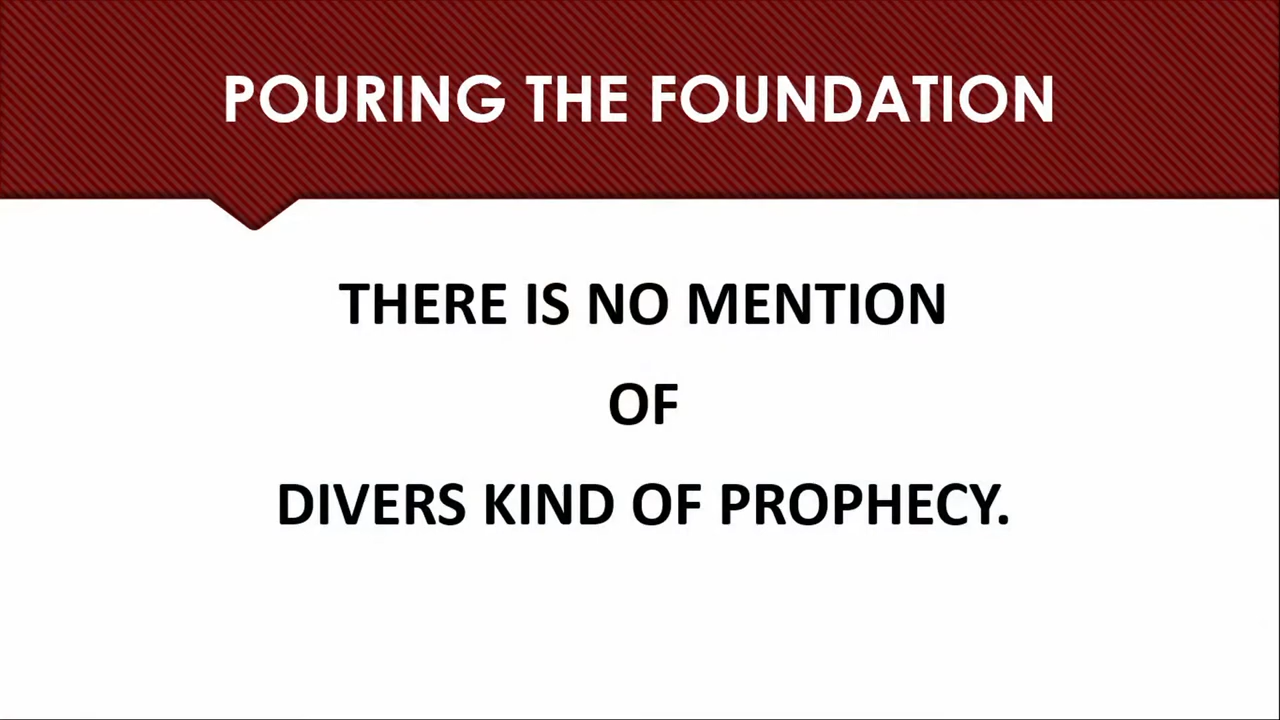 POURING THE FOUNDATION
THERE IS NO MENTION
OF
DIVERS KIND OF PROPHECY.